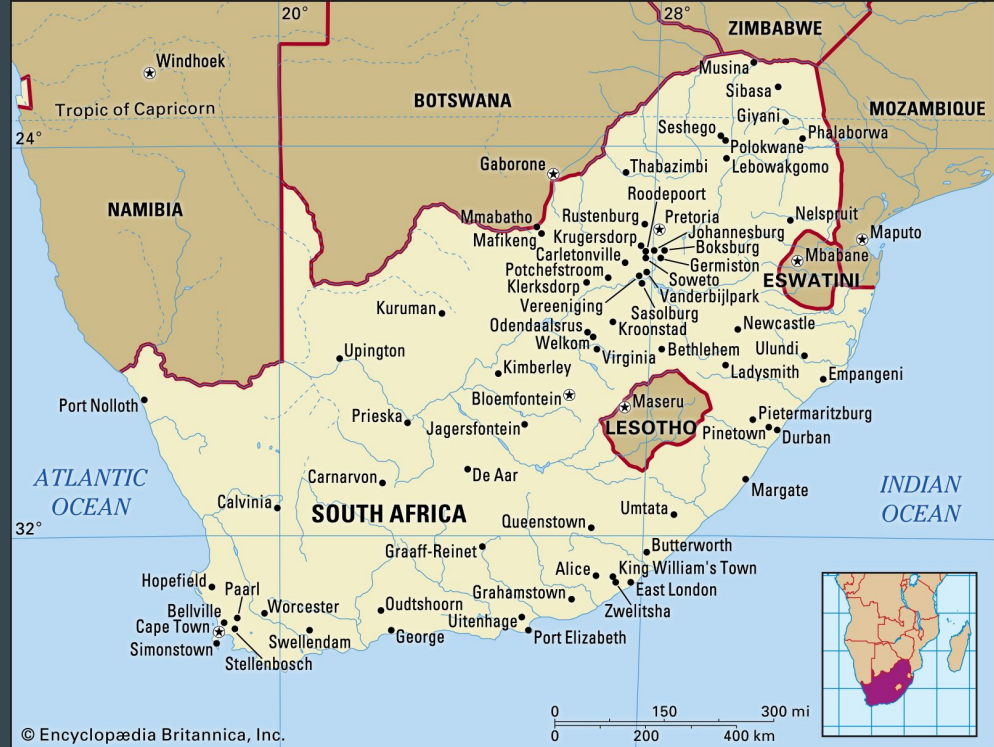 20°
28°
ZIMBABWE
Windhoek
Musina
Sibasa
Tropic of Capricorn
BOTSWANA
MOZAMBIQUE
Giyani
Seshego
Phalaborwa
24°
Polokwane
Gaborone
Thabazimbi
Lebowakgomo
Roodepoort
NAMIBIA
Mmabatho
Rustenburg
Pretoria
Nelspruit
Mafikeng
Krugersdorp
Johannesburg
Maputo
Boksburg
Carletonville
Mbabane
Germiston
Potchefstroom
Soweto
ESWATINI
Klerksdorp
Vanderbijlpark
Vereeniging
Kuruman
Sasolburg
Odendaalsrus
Kroonstad
Newcastle
Welkom
Upington
Virginia
Bethlehem
Ulundi
Kimberley
Ladysmith
Empangeni
Port Nolloth
Bloemfontein
Maseru
Prieska
Pietermaritzburg
Jagersfontein
LESOTHO
Pinetown
Durban
ATLANTIC
OCEAN
Carnarvon
De Aar
Margate
INDIAN
OCEAN
Calvinia
SOUTH AFRICA
Umtata
Queenstown
32°
Graaff-Reinet
Butterworth
Alice
King William's Town
Hopefield
Paarl
Grahamstown
East London
Bellville
Worcester
Oudtshoorn
Zwelitsha
Cape Town
Uitenhage
Simonstown
Swellendam
George
Port Elizabeth
Stellenbosch
0
150
300 mi
0
200
400 km
© Encyclopædia Britannica, Inc.